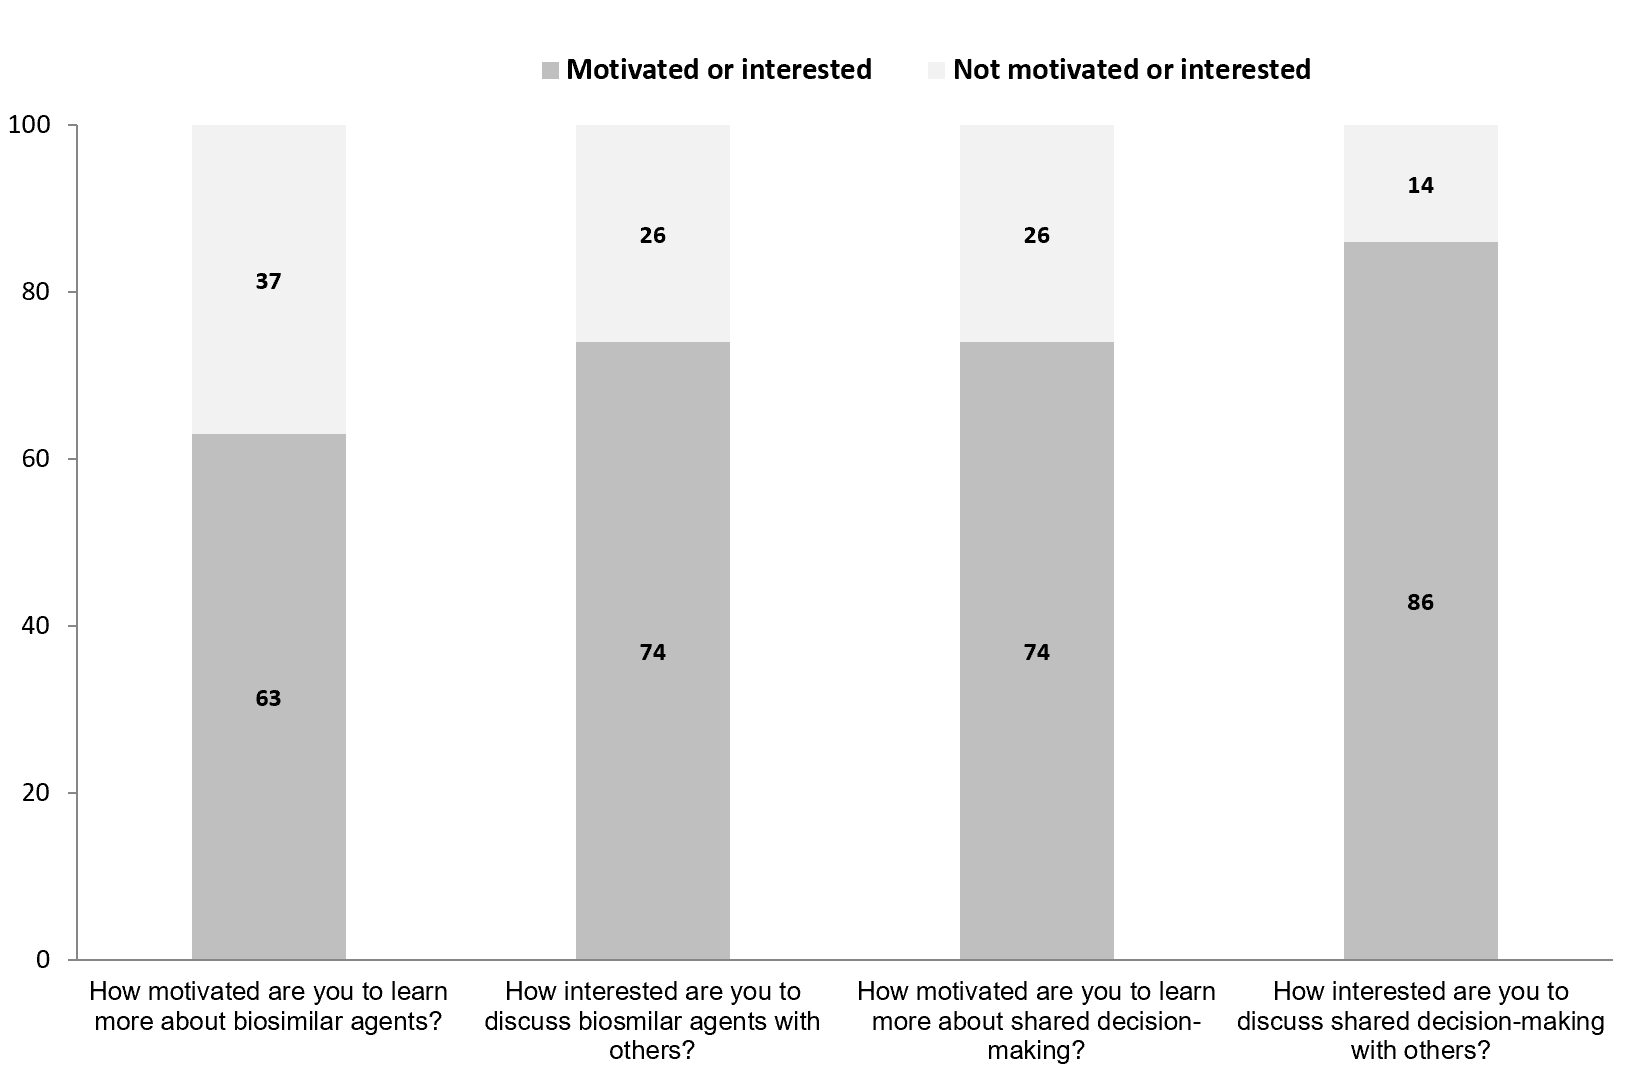 Motivated or interested Not motivated or interested
100
80
60
40
20
0
37
26
26
14
63
74
74
86
How motivated are you to learn
more about biosimilar agents?
How interested are you to
discuss biosmilar agents with
others?
How motivated are you to learn
more about shared decision-
making?
How interested are you to
discuss shared decision-making
with others?